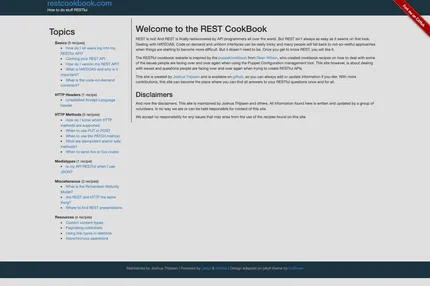 restcookbook.com
How to do stuff RESTful
Fork me on GitHub
Topics
Basics (5 recipes)
How do I let users log into my RESTful API?
Caching your REST API
How do I version my REST API?
What is HATEOAS and why is it important?
What is the code-on-demand constraint?
HTTP Headers (1 recipe)
Unsatisfied Accept-Language header
HTTP Methods (5 recipes)
How do I know which HTTP methods are supported
When to use PUT or POST
When to use the PATCH method
What are idempotent and/or safe methods?
When to send 4xx or 5xx codes
Mediatypes (1 recipe)
Is my API RESTful when I use JSON?
Miscellaneous (3 recipes)
What is the Richardson Maturity Model?
Are REST and HTTP the same thing?
Where to find REST presentations
Resources (4 recipes)
Custom content types
Paginating collections
Using link types in relations
Asynchronous operations
Welcome to the REST CookBook
REST is hot! And REST is finally rediscovered by API programmers all over the world. But REST isn't always as easy as it seems on first look.
Dealing with HATEOAS, Code on demand and uniform interfaces can be really tricky and many people will fall back to not-so-restful approaches
when things are starting to become more difficult. But it doesn't need to be. Once you get to know REST, you will like it.
The RESTful cookbook website is inspired by the puppetcookbook from Dean Wilson, who created cookbook recipes on how to deal with some
of the issues people are facing over and over again when using the Puppet Configuration management tool. This site however, is about dealing
with issues and questions people are facing over and over again when trying to create RESTful APIs.
This site is created by Joshua Thijssen and is available on github, so you can always add or update information if you like. With more
contributions, this site can become the place where you can find all answers to your RESTful questions once and for all.
Disclaimers
And now the disclaimers: This site is maintained by Joshua Thijssen and others. All information found here is written and updated by a group of
volunteers. In no way we are or can be held responsible for content of this site.
We accept no responsibility for any issues that may arise from the use of the recipes found on this site
Maintained by Joshua Thijssen | Powered by Jekyll & GitHub | Design adapted on jekyll theme by